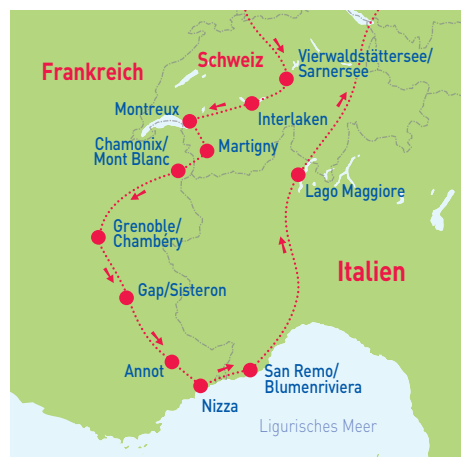 Frankreich
Schweiz
Vierwaldstättersee/
Sarnersee
Montreux
Interlaken
Chamonix/
Mont Blanc
Martigny
Lago Maggiore
Grenoble/
Chambéry
Italien
Gap/Sisteron
Annot
San Remo/
Blumenriviera
Nizza
Ligurisches Meer